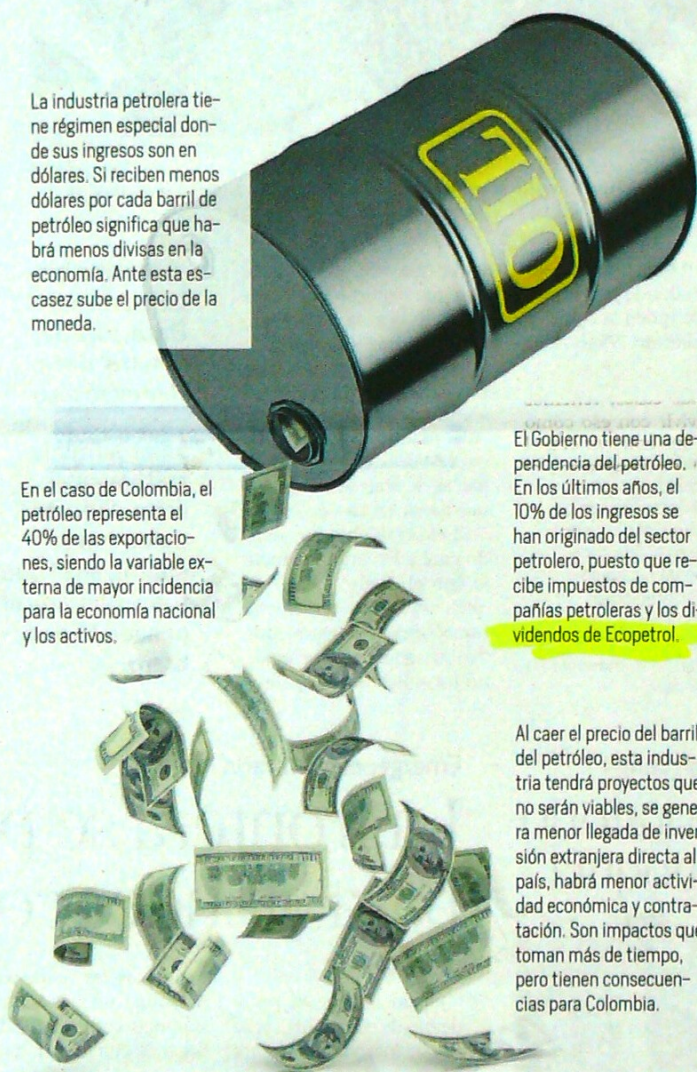 La industria petrolera tie-
ne régimen especial don-
de sus ingresos son en
dólares. Si reciben menos
dólares por cada barril de
petróleo significa que ha-
brá menos divisas en la
economía. Ante esta es-
casez sube el precio de la
moneda.
OIL
En el caso de Colombia, el
petróleo representa el
40% de las exportacio-
nes, siendo la variable ex-
terna de mayor incidencia
para la economía nacional
y los activos.
El Gobierno tiene una de-
pendencia del petróleo.
En los últimos años, el
10% de los ingresos se
han originado del sector
petrolero, puesto que re-
cibe impuestos de com-
pañías petroleras y los di-
videndos de Ecopetrol.
Al caer el precio del barril
del petróleo, esta indus-
tria tendrá proyectos que
no serán viables, se gene
ra menor llegada de inver
sión extranjera directa al
país, habrá menor activi-
dad económica y contra-
tación. Son impactos que
toman más de tiempo,
pero tienen consecuen-
cias para Colombia.